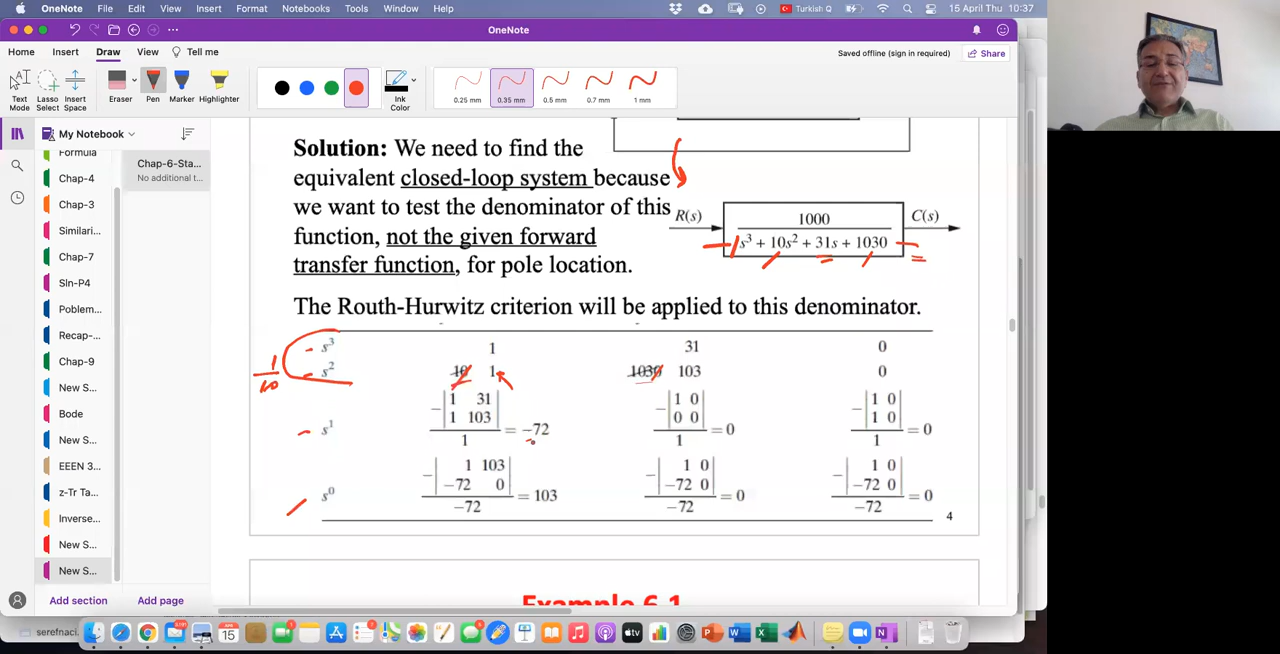 OneNote File Edit View Insert Format Notebooks Tools Window Help Turkish Q 15 April Thu 10:37
OneNote
Home Insert Draw View Tell me Saved offline (sign in required) Share
Text Mode Lasso Select Insert Space Eraser Pen Marker Highlighter Ink Color 0.25 mm 0.35 mm 0.5 mm 0.7 mm 1 mm
My Notebook
Formula
Chap-4
Chap-3
Similari...
Chap-7
Sln-P4
Poblem...
Recap-...
Chap-9
New S...
Bode
New S...
EEEN 3...
z-Tr Ta...
Inverse...
New S...
New S...
Add section
Chap-6-Sta...
No additional t...
Add page
Solution: We need to find the
equivalent closed-loop system because
we want to test the denominator of this
function, not the given forward
transfer function, for pole location.
R(s) 1000 C(s)
1s³ + 10s² + 31s + 1030
The Routh-Hurwitz criterion will be applied to this denominator.
s³ 1 31 0
1/10 s² 10 1 1030 103 0
s¹ -|1 31; 1 103|/1 = -72 -|1 0; 0 0|/1 = 0 -|1 0; 1 0|/1 = 0
s⁰ -|1 103; -72 0|/-72 = 103 -|1 0; -72 0|/-72 = 0 -|1 0; -72 0|/-72 = 0
4
serefnaci.
15
tv